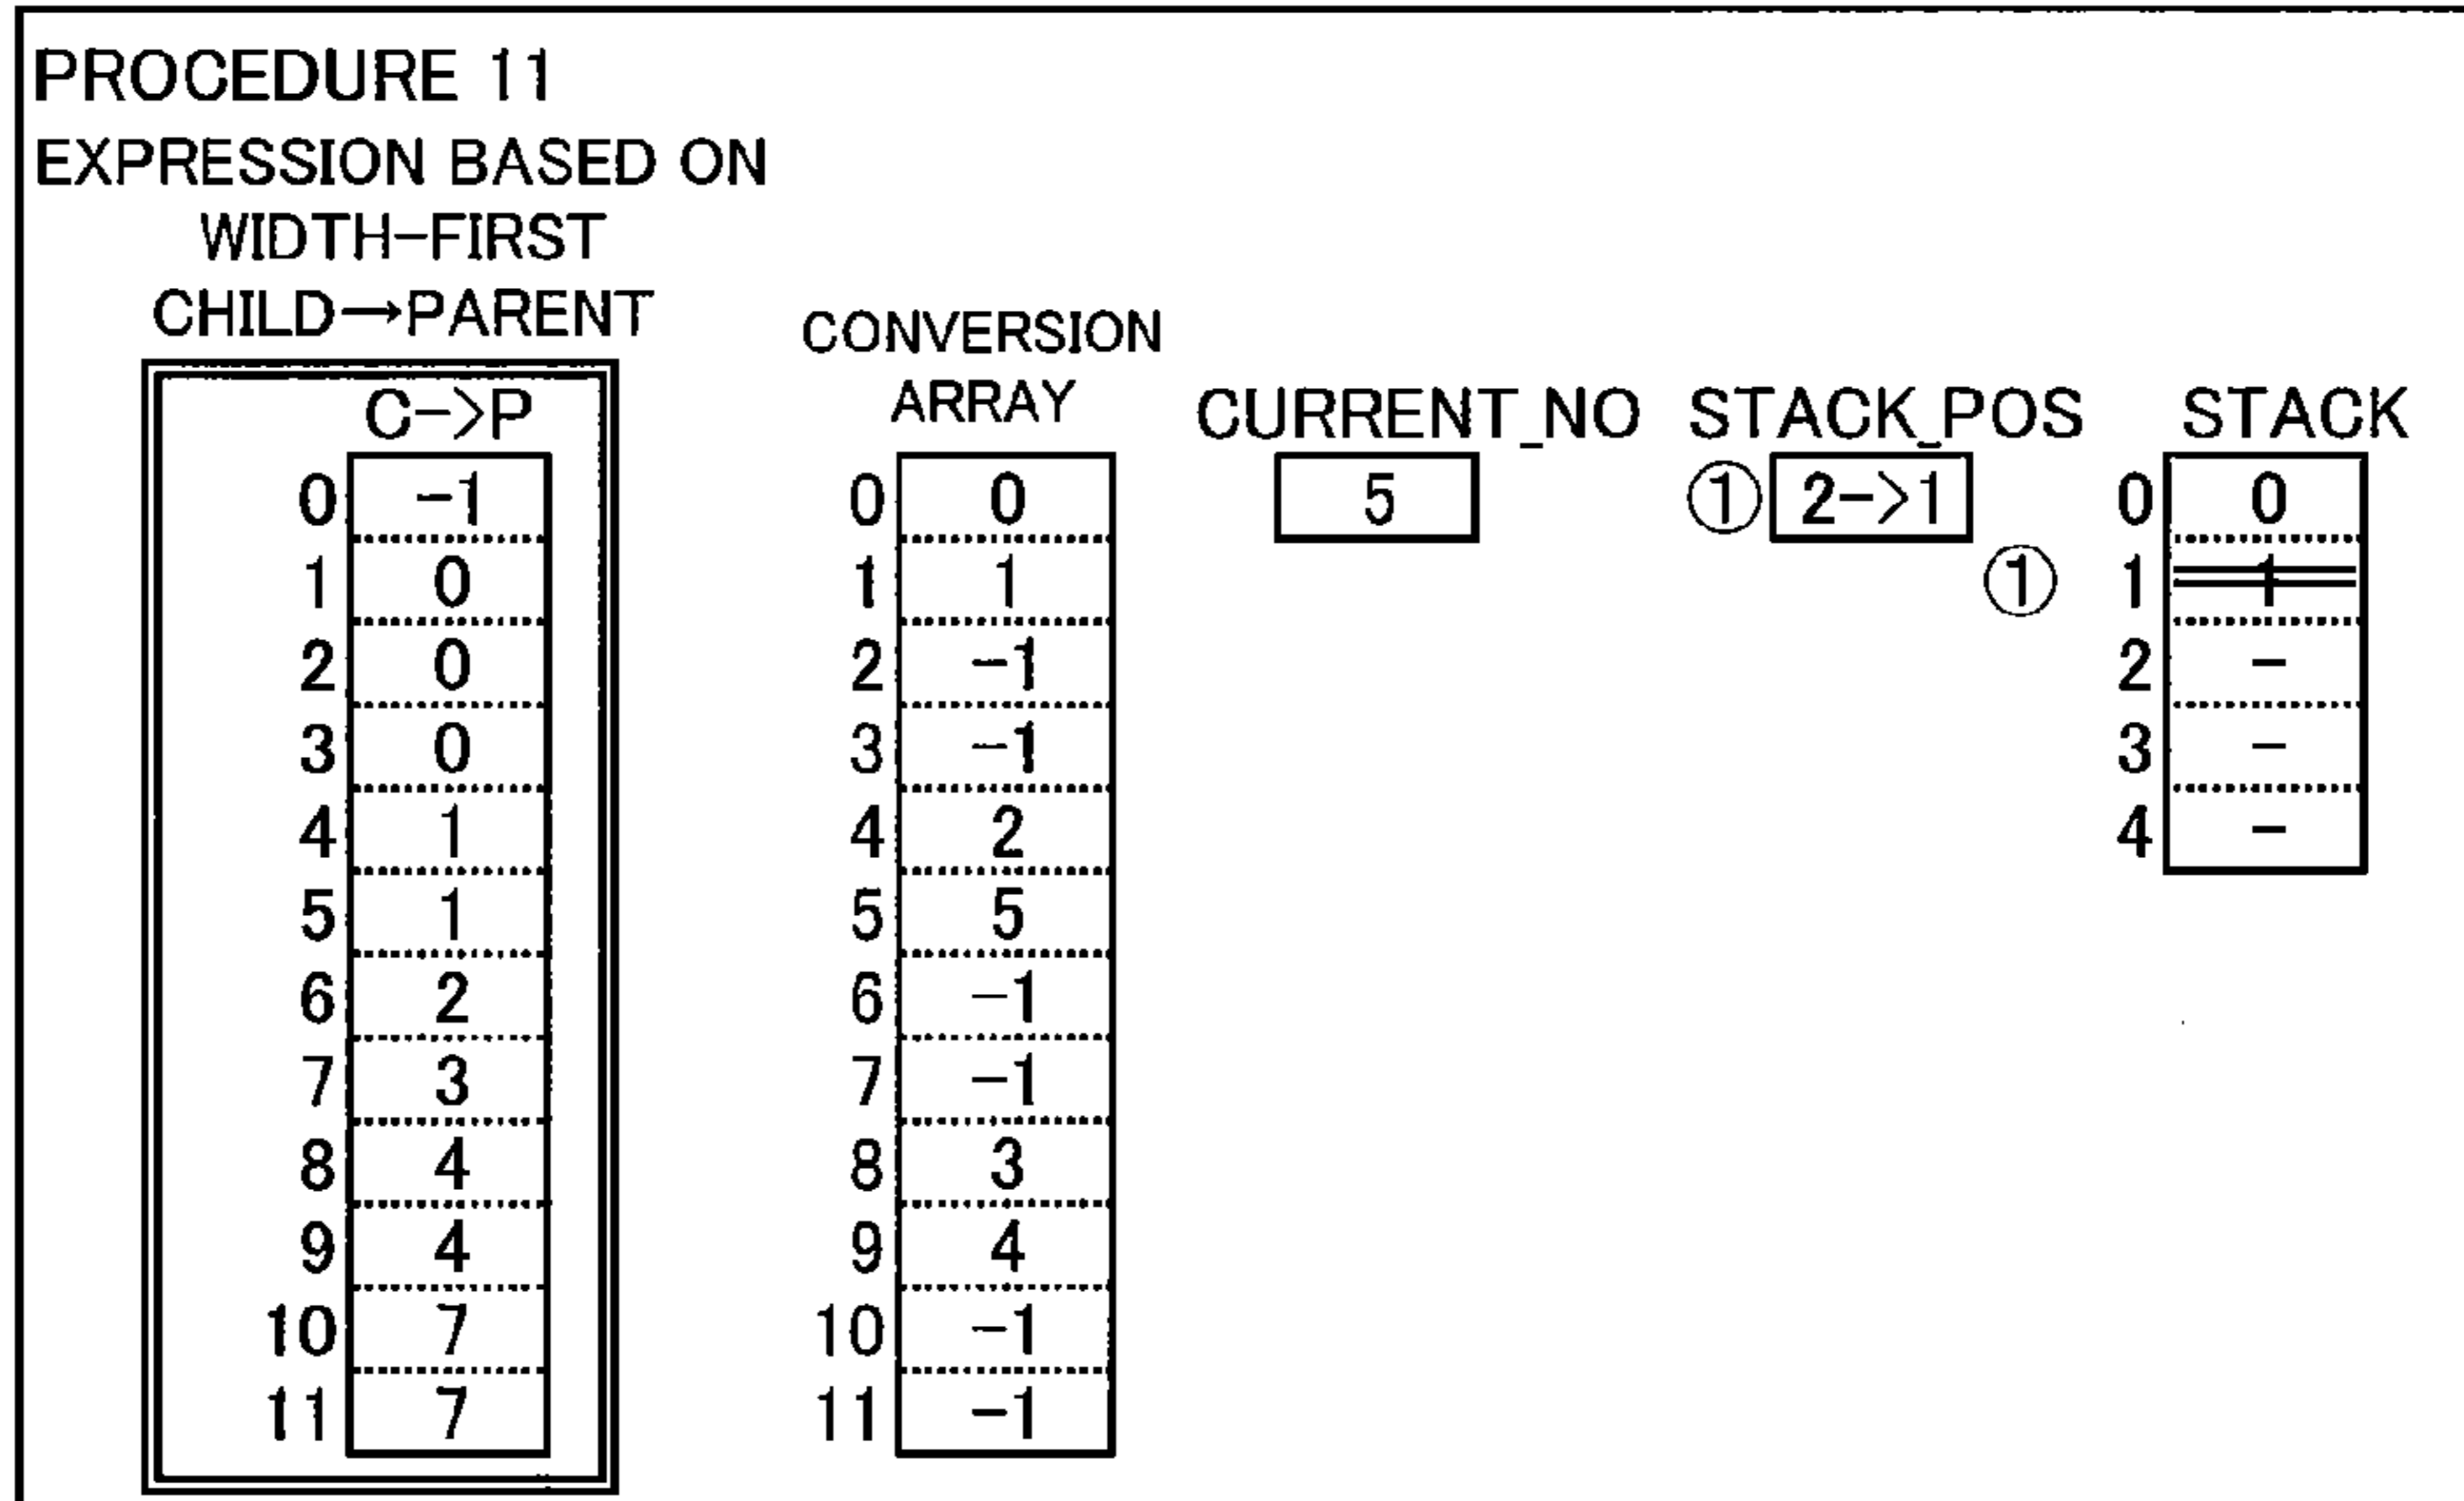 PROCEDURE 11
EXPRESSION BASED ON
WIDTH-FIRST
CHILD→PARENT
CONVERSION
ARRAY
C->P
CURRENT_NO
STACK_POS
STACK
0 -1
1 0
2 0
3 0
4 1
5 1
6 2
7 3
8 4
9 4
10 7
11 7
0 0
1 1
2 -1
3 -1
4 2
5 5
6 -1
7 -1
8 3
9 4
10 -1
11 -1
5
① 2->1
0 0
① 1 1
2 -
3 -
4 -